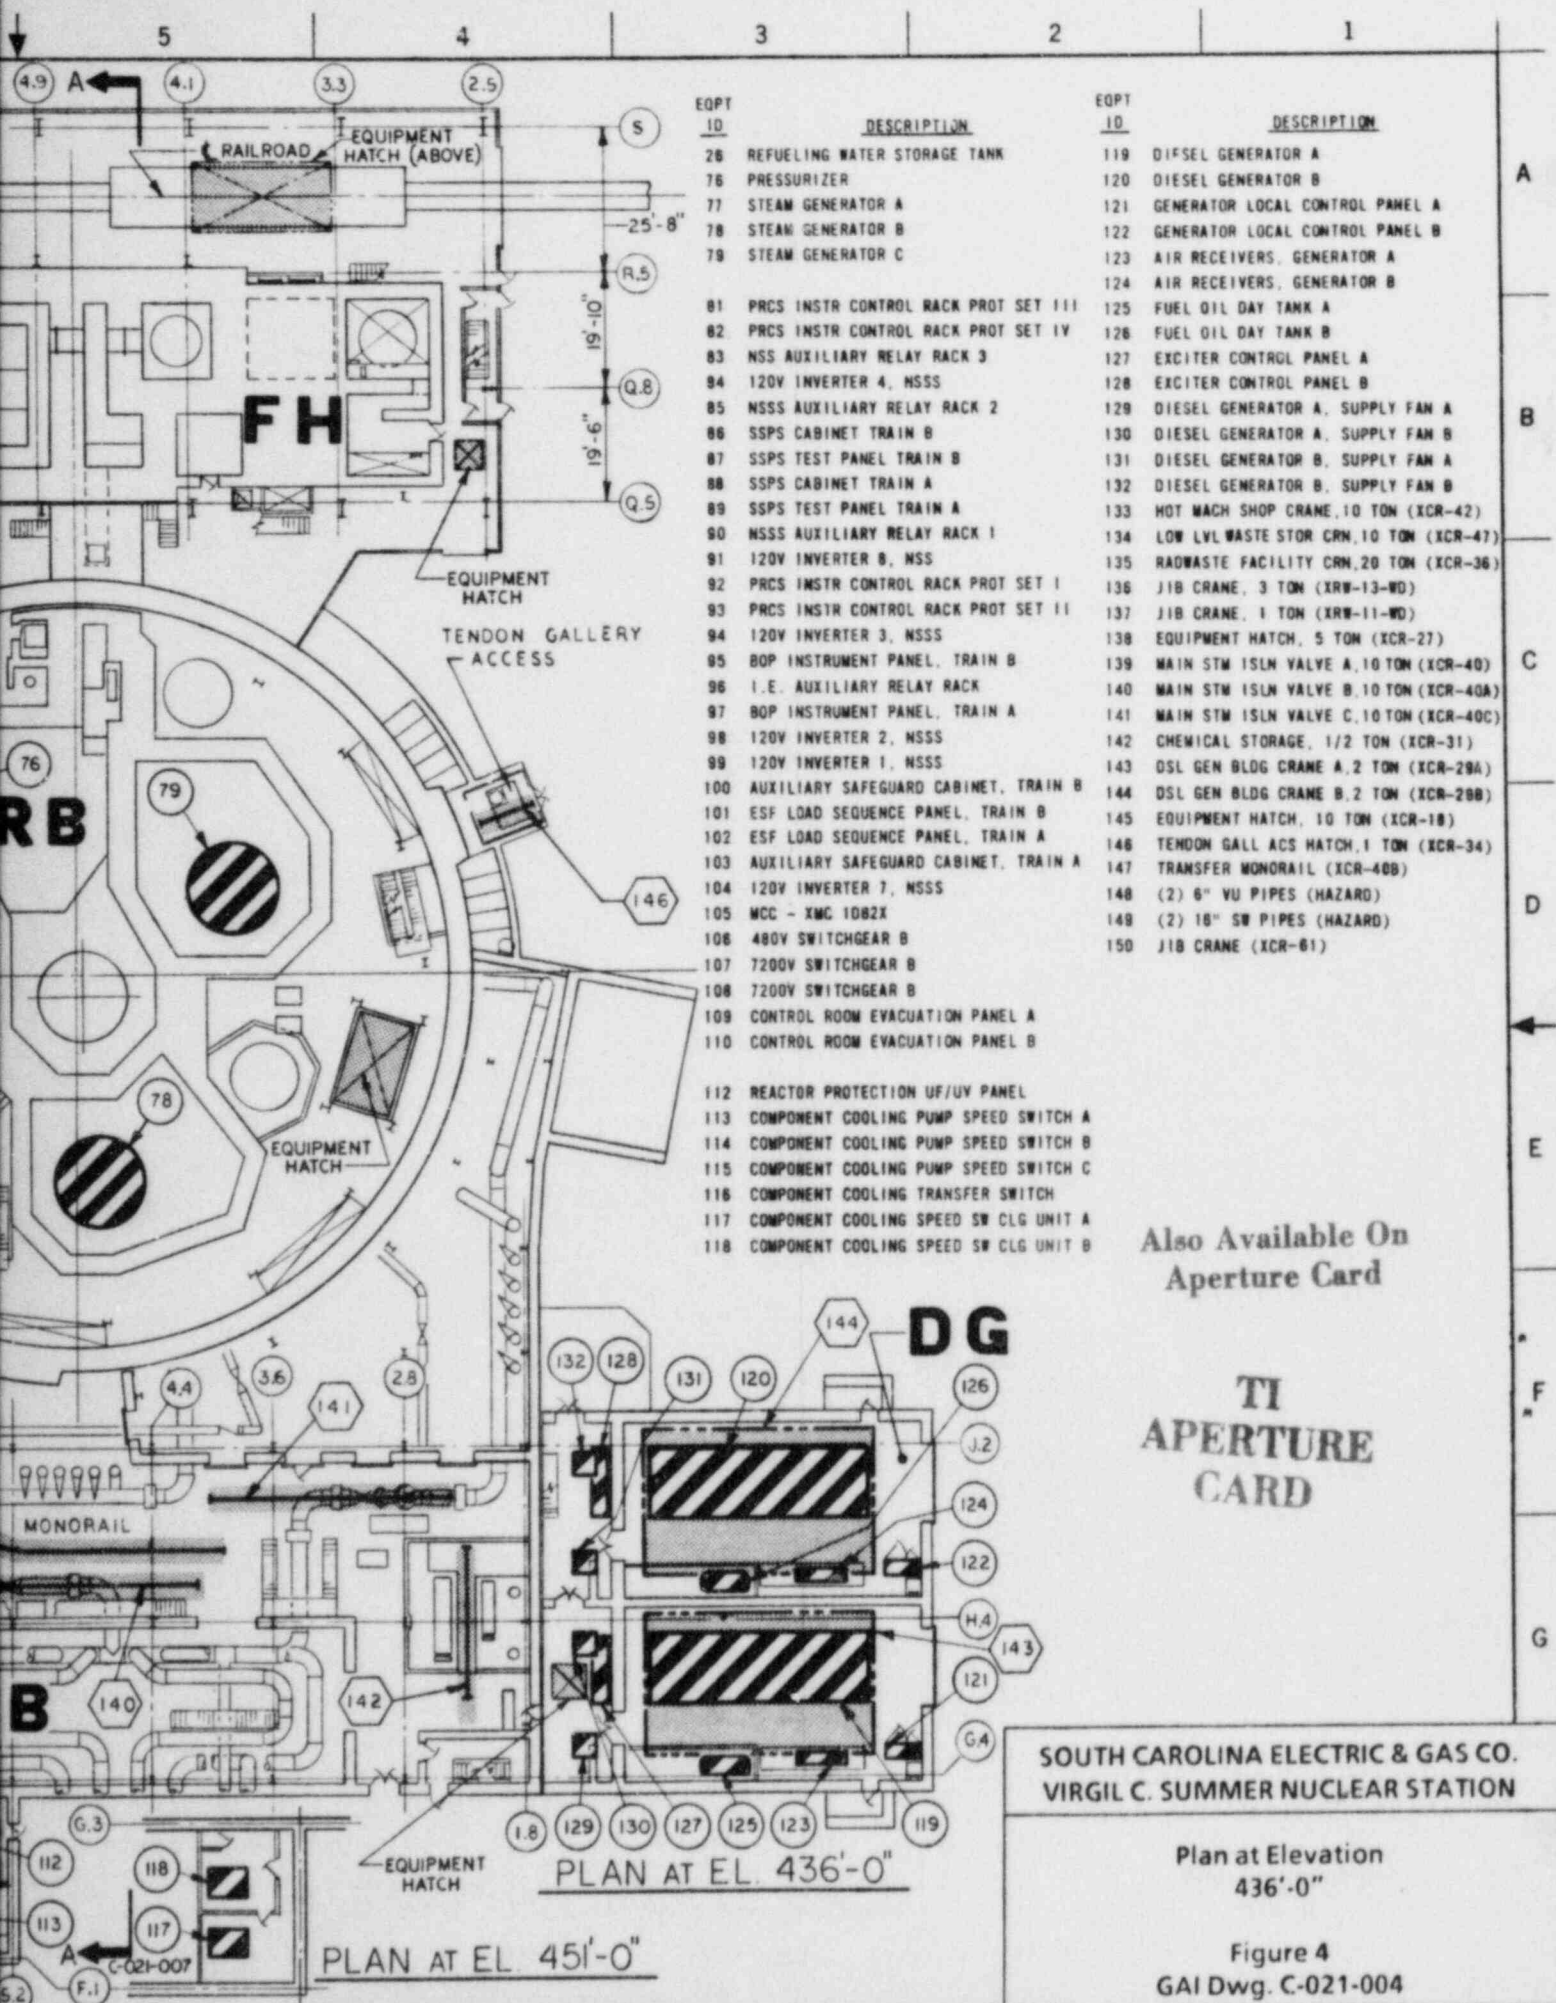 5 4 3 2 1
4.9 A 4.1 3.3 2.5
S
RAILROAD
EQUIPMENT
HATCH (ABOVE)
25'-8"
R.5
19'-10"
Q.8
FH
19'-6"
Q.5
EQUIPMENT
HATCH
TENDON GALLERY
ACCESS
76
79
RB
146
78
EQUIPMENT
HATCH
EQPT
ID DESCRIPTION
26 REFUELING WATER STORAGE TANK
76 PRESSURIZER
77 STEAM GENERATOR A
78 STEAM GENERATOR B
79 STEAM GENERATOR C
81 PRCS INSTR CONTROL RACK PROT SET III
82 PRCS INSTR CONTROL RACK PROT SET IV
83 NSS AUXILIARY RELAY RACK 3
84 120V INVERTER 4, NSSS
85 NSSS AUXILIARY RELAY RACK 2
86 SSPS CABINET TRAIN B
87 SSPS TEST PANEL TRAIN B
88 SSPS CABINET TRAIN A
89 SSPS TEST PANEL TRAIN A
90 NSSS AUXILIARY RELAY RACK 1
91 120V INVERTER 8, NSS
92 PRCS INSTR CONTROL RACK PROT SET I
93 PRCS INSTR CONTROL RACK PROT SET II
94 120V INVERTER 3, NSSS
95 BOP INSTRUMENT PANEL, TRAIN B
96 I.E. AUXILIARY RELAY RACK
97 BOP INSTRUMENT PANEL, TRAIN A
98 120V INVERTER 2, NSSS
99 120V INVERTER 1, NSSS
100 AUXILIARY SAFEGUARD CABINET, TRAIN B
101 ESF LOAD SEQUENCE PANEL, TRAIN B
102 ESF LOAD SEQUENCE PANEL, TRAIN A
103 AUXILIARY SAFEGUARD CABINET, TRAIN A
104 120V INVERTER 7, NSSS
105 MCC - XMC 1DB2X
106 480V SWITCHGEAR B
107 7200V SWITCHGEAR B
108 7200V SWITCHGEAR B
109 CONTROL ROOM EVACUATION PANEL A
110 CONTROL ROOM EVACUATION PANEL B
112 REACTOR PROTECTION UF/UV PANEL
113 COMPONENT COOLING PUMP SPEED SWITCH A
114 COMPONENT COOLING PUMP SPEED SWITCH B
115 COMPONENT COOLING PUMP SPEED SWITCH C
116 COMPONENT COOLING TRANSFER SWITCH
117 COMPONENT COOLING SPEED SW CLG UNIT A
118 COMPONENT COOLING SPEED SW CLG UNIT B
EQPT
ID DESCRIPTION
119 DIESEL GENERATOR A
120 DIESEL GENERATOR B
121 GENERATOR LOCAL CONTROL PANEL A
122 GENERATOR LOCAL CONTROL PANEL B
123 AIR RECEIVERS, GENERATOR A
124 AIR RECEIVERS, GENERATOR B
125 FUEL OIL DAY TANK A
126 FUEL OIL DAY TANK B
127 EXCITER CONTROL PANEL A
128 EXCITER CONTROL PANEL B
129 DIESEL GENERATOR A, SUPPLY FAN A
130 DIESEL GENERATOR A, SUPPLY FAN B
131 DIESEL GENERATOR B, SUPPLY FAN A
132 DIESEL GENERATOR B, SUPPLY FAN B
133 HOT MACH SHOP CRANE, 10 TON (XCR-42)
134 LOW LVL WASTE STOR CRN, 10 TON (XCR-47)
135 RADWASTE FACILITY CRN, 20 TON (XCR-36)
136 JIB CRANE, 3 TON (XRW-13-WD)
137 JIB CRANE, 1 TON (XRW-11-WD)
138 EQUIPMENT HATCH, 5 TON (XCR-27)
139 MAIN STM ISLN VALVE A, 10 TON (XCR-40)
140 MAIN STM ISLN VALVE B, 10 TON (XCR-40A)
141 MAIN STM ISLN VALVE C, 10 TON (XCR-40C)
142 CHEMICAL STORAGE, 1/2 TON (XCR-31)
143 DSL GEN BLDG CRANE A, 2 TON (XCR-29A)
144 DSL GEN BLDG CRANE B, 2 TON (XCR-29B)
145 EQUIPMENT HATCH, 10 TON (XCR-18)
146 TENDON GALL ACS HATCH, 1 TON (XCR-34)
147 TRANSFER MONORAIL (XCR-40B)
148 (2) 6" VU PIPES (HAZARD)
149 (2) 16" SW PIPES (HAZARD)
150 JIB CRANE (XCR-61)
A
B
C
D
E
F
G
Also Available On
Aperture Card
TI
APERTURE
CARD
144 DG
132 128 131 120 126
4.4 3.6 2.8 141
J.2
124
122
MONORAIL
H.4
143
121
B 140 142
G.4
G.3
1.8 129 130 127 125 123 119
EQUIPMENT
HATCH
PLAN AT EL. 436'-0"
112 118
113 117
A C-021-007
5.2 F.1
PLAN AT EL. 451'-0"
SOUTH CAROLINA ELECTRIC & GAS CO.
VIRGIL C. SUMMER NUCLEAR STATION
Plan at Elevation
436'-0"
Figure 4
GAI Dwg. C-021-004